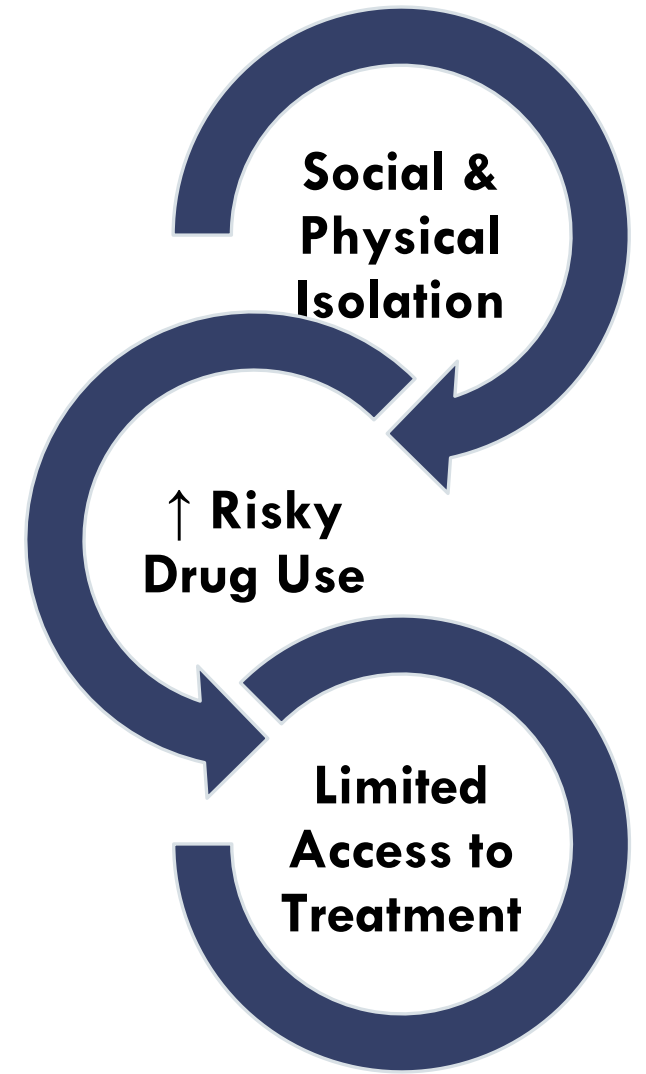 Social &
Physical
Isolation
↑ Risky
Drug Use
Limited
Access to
Treatment